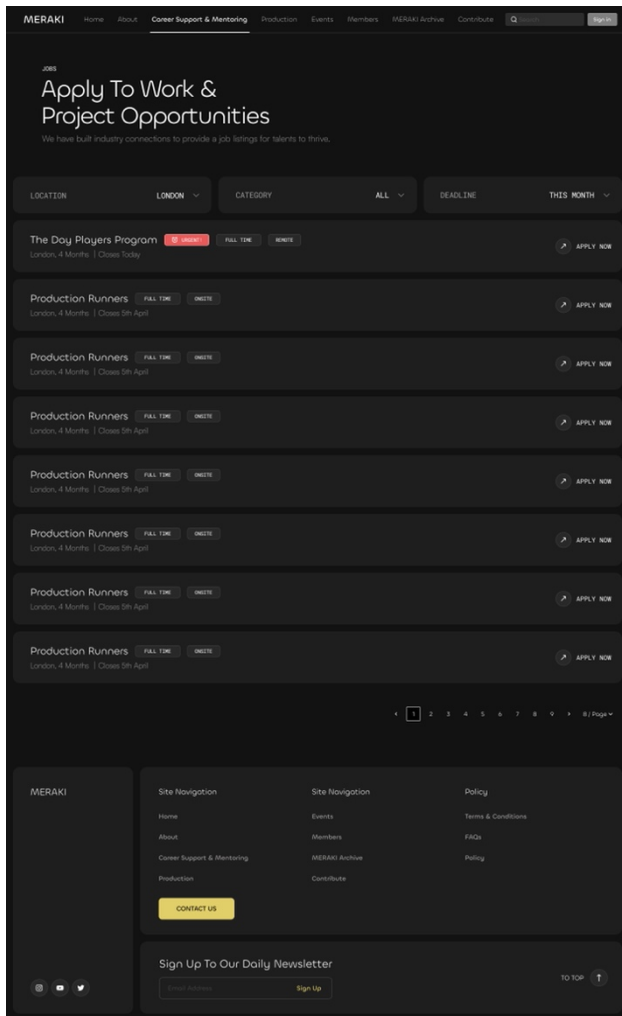 MERAKI Home About Career Support & Mentoring Production Events Members MERAKI Archive Contribute Search Sign in
JOBS
Apply To Work &
Project Opportunities
We have built industry connections to provide a job listings for talents to thrive.
LOCATION LONDON CATEGORY ALL DEADLINE THIS MONTH
The Day Players Program URGENT! FULL TIME REMOTE
London, 4 Months | Closes Today
APPLY NOW
Production Runners FULL TIME ONSITE
London, 4 Months | Closes 5th April
APPLY NOW
Production Runners FULL TIME ONSITE
London, 4 Months | Closes 5th April
APPLY NOW
Production Runners FULL TIME ONSITE
London, 4 Months | Closes 5th April
APPLY NOW
Production Runners FULL TIME ONSITE
London, 4 Months | Closes 5th April
APPLY NOW
Production Runners FULL TIME ONSITE
London, 4 Months | Closes 5th April
APPLY NOW
Production Runners FULL TIME ONSITE
London, 4 Months | Closes 5th April
APPLY NOW
Production Runners FULL TIME ONSITE
London, 4 Months | Closes 5th April
APPLY NOW
1 2 3 4 5 6 7 8 9 8 / Page
MERAKI
Site Navigation Site Navigation Policy
Home Events Terms & Conditions
About Members FAQs
Career Support & Mentoring MERAKI Archive Policy
Production Contribute
CONTACT US
Sign Up To Our Daily Newsletter
Email Address Sign Up
TO TOP